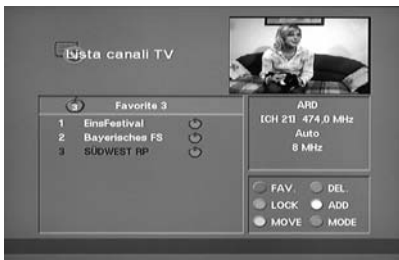 Lista canali TV
3 Favorite 3
1 EinsFestival
2 Bayerisches FS
3 SÜDWEST RP
ARD
[CH 21] 474,0 MHz
Auto
8 MHz
FAV. DEL.
LOCK ADD
MOVE MODE